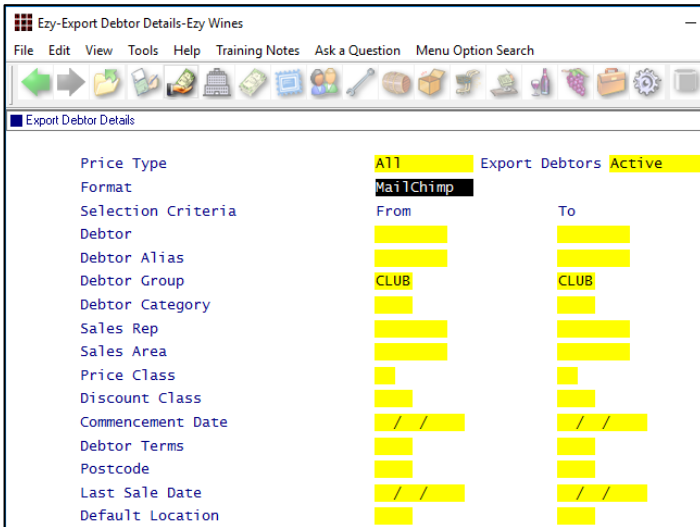 Ezy-Export Debtor Details-Ezy Wines
File Edit View Tools Help Training Notes Ask a Question Menu Option Search
Export Debtor Details
Price Type All Export Debtors Active
Format MailChimp
Selection Criteria From To
Debtor
Debtor Alias
Debtor Group CLUB CLUB
Debtor Category
Sales Rep
Sales Area
Price Class
Discount Class
Commencement Date / / / /
Debtor Terms
Postcode
Last Sale Date / / / /
Default Location